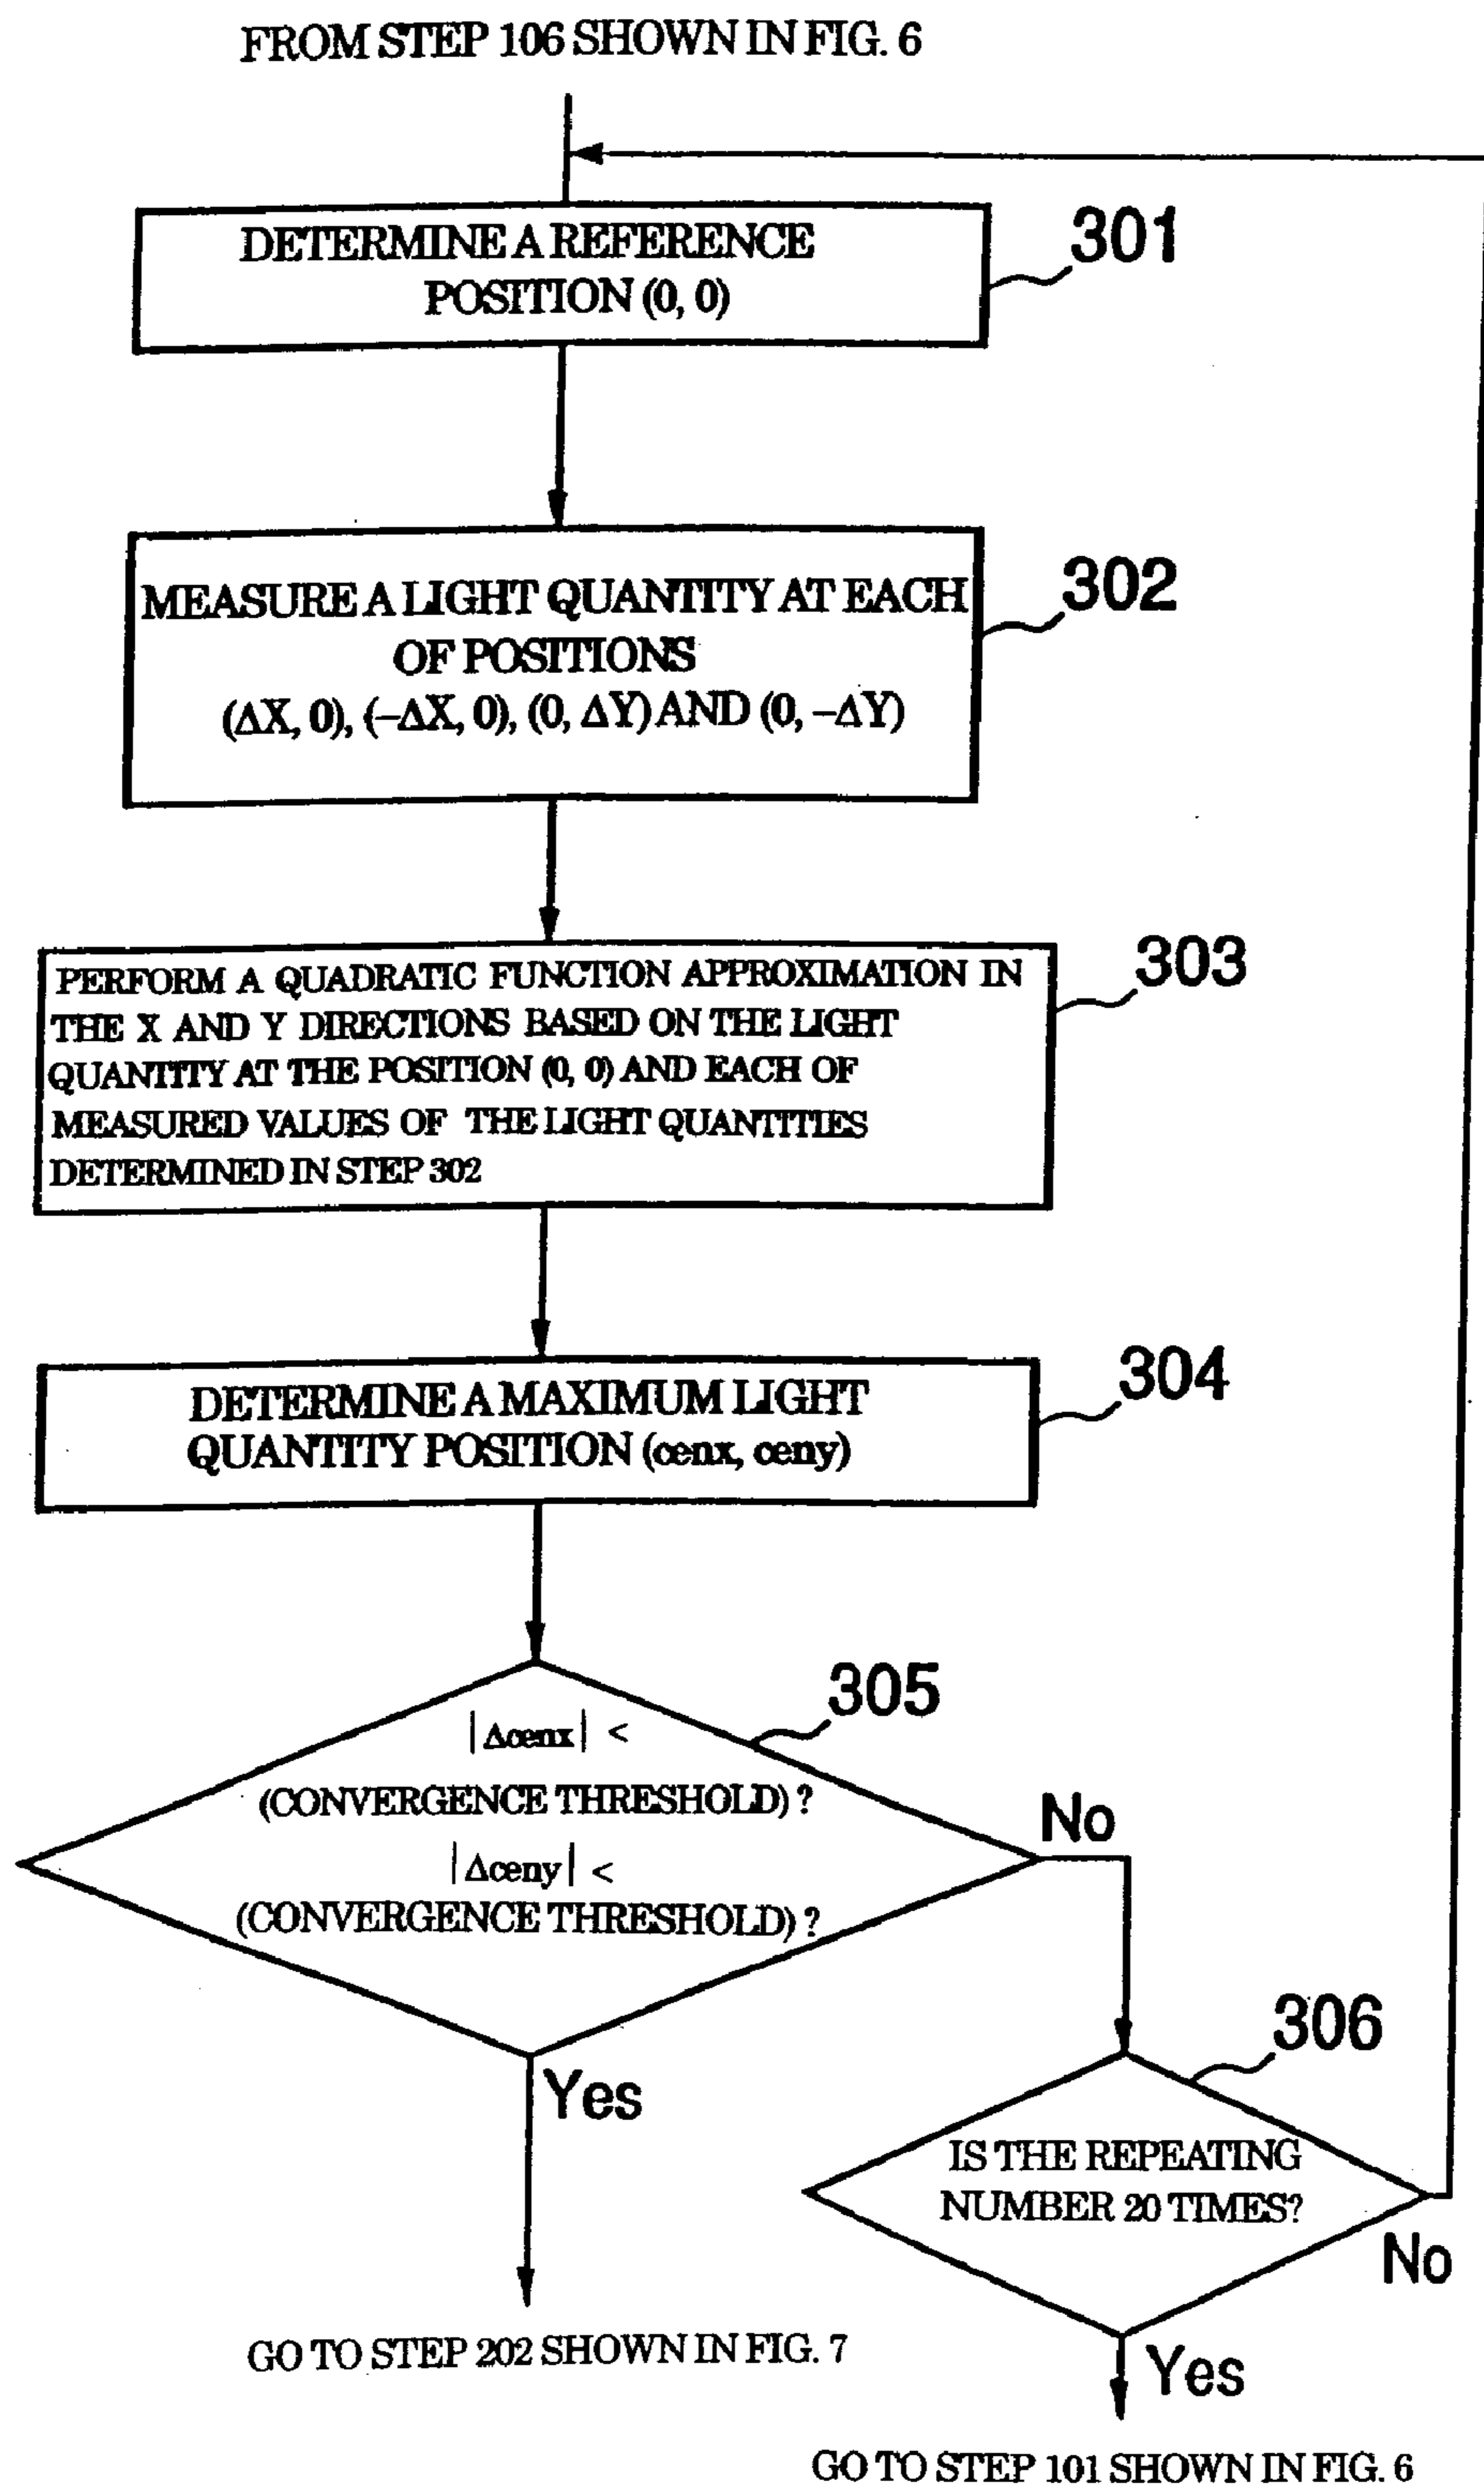 FROM STEP 106 SHOWN IN FIG. 6
DETERMINE A REFERENCE
POSITION (0, 0)
301
MEASURE A LIGHT QUANTITY AT EACH
OF POSITIONS
(ΔX, 0), (−ΔX, 0), (0, ΔY) AND (0, −ΔY)
302
PERFORM A QUADRATIC FUNCTION APPROXIMATION IN
THE X AND Y DIRECTIONS BASED ON THE LIGHT
QUANTITY AT THE POSITION (0, 0) AND EACH OF
MEASURED VALUES OF THE LIGHT QUANTITIES
DETERMINED IN STEP 302
303
DETERMINE A MAXIMUM LIGHT
QUANTITY POSITION (cenx, ceny)
304
|Δcenx| <
(CONVERGENCE THRESHOLD) ?
|Δceny| <
(CONVERGENCE THRESHOLD) ?
305
No
Yes
306
IS THE REPEATING
NUMBER 20 TIMES?
No
GO TO STEP 202 SHOWN IN FIG. 7
Yes
GO TO STEP 101 SHOWN IN FIG. 6